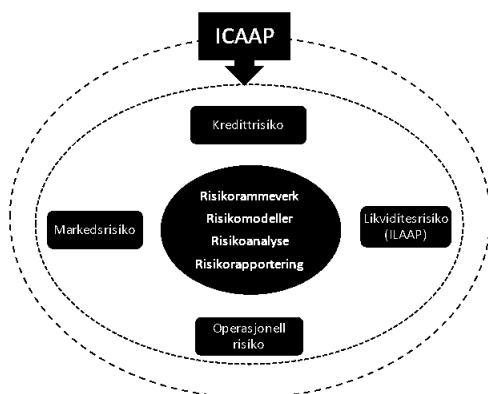 ICAAP
Kredittrisiko
Markedsrisiko
Risikorammeverk
Risikomodeller
Risikoanalyse
Risikorapportering
Likviditesrisiko
(ILAAP)
Operasjonell
risiko